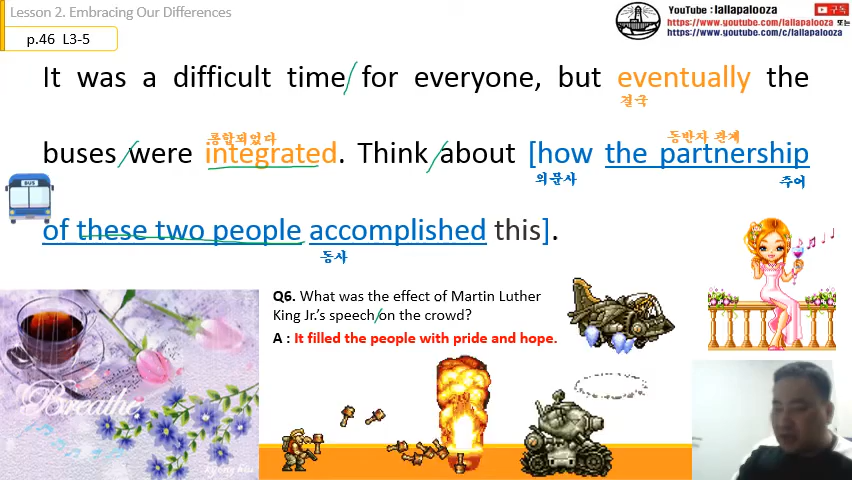 Lesson 2. Embracing Our Differences
YouTube : lallapalooza
구독
p.46 L3-5
https://www.youtube.com/lallapalooza 또는
https://www.youtube.com/c/lallapalooza
It was a difficult time/ for everyone, but eventually the
결국
통합되었다
동반자 관계
buses /were integrated. Think /about [how the partnership
의문사
주어
BUS
of these two people accomplished this].
동사
Q6. What was the effect of Martin Luther
King Jr.'s speech/on the crowd?
A : It filled the people with pride and hope.
Breathe